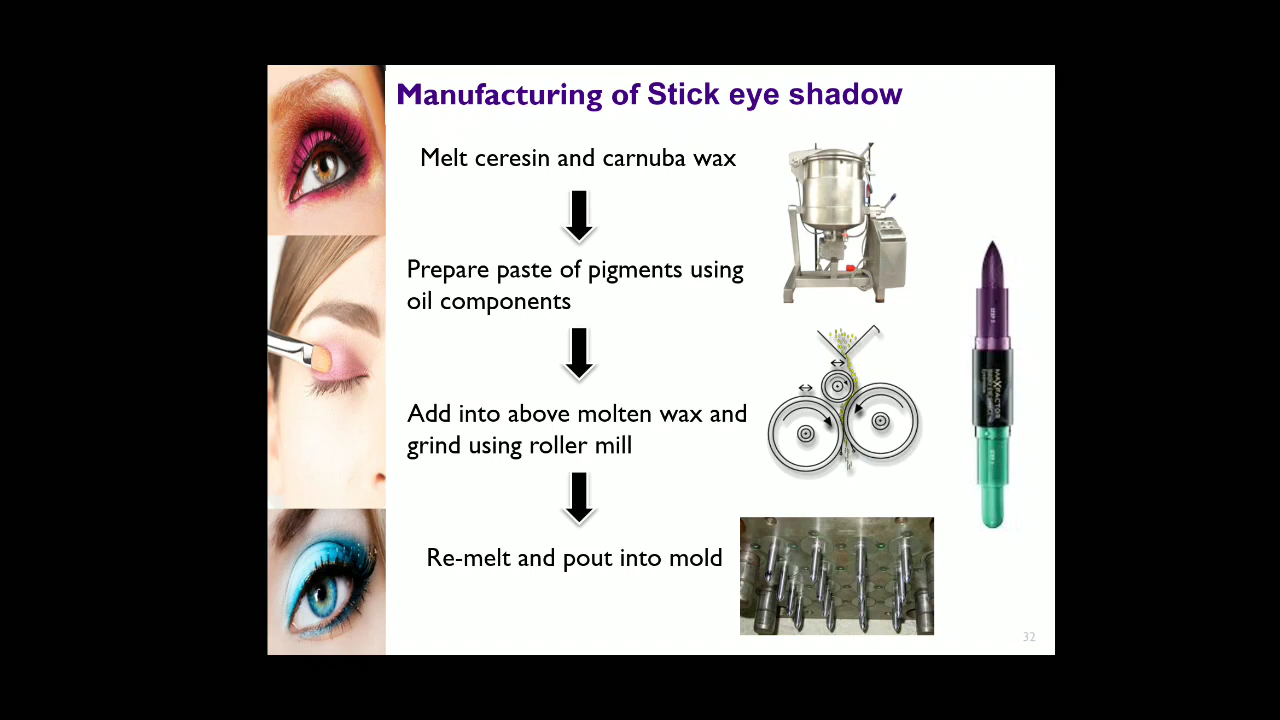 Manufacturing of Stick eye shadow
Melt ceresin and carnuba wax
Prepare paste of pigments using
oil components
Add into above molten wax and
grind using roller mill
Re-melt and pout into mold
MAXFACTOR
32